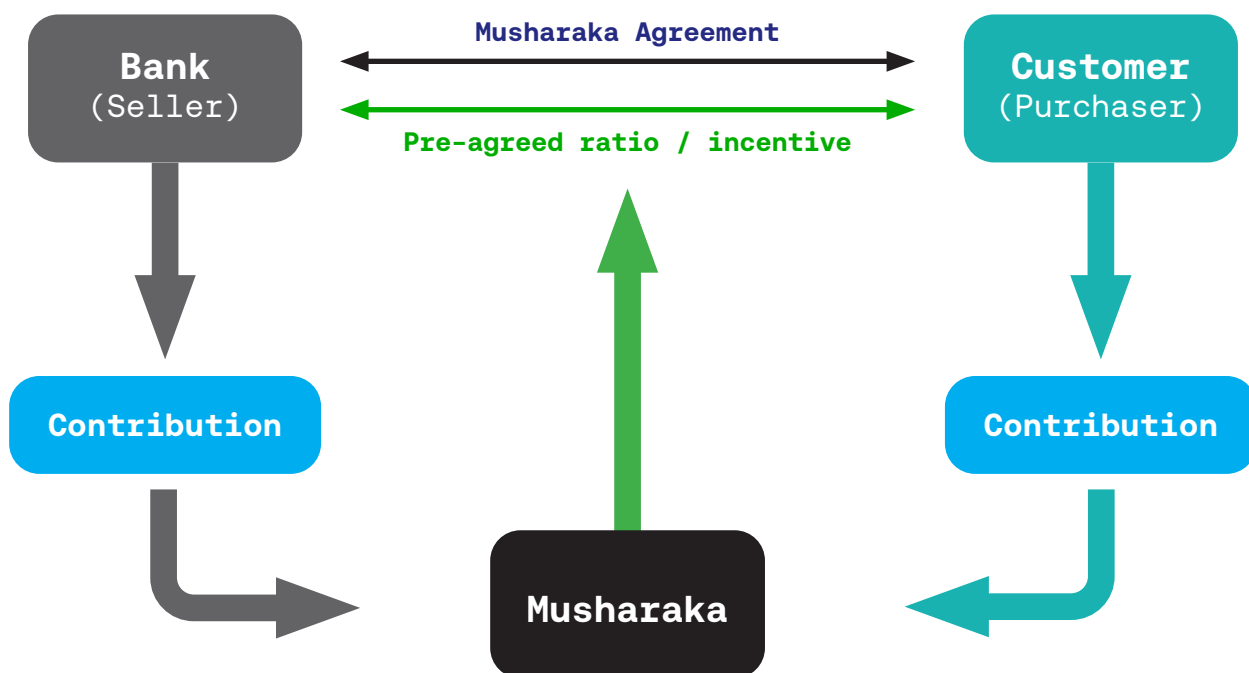 Musharaka Agreement
Bank
(Seller)
Customer
(Purchaser)
Pre-agreed ratio / incentive
Contribution
Contribution
Musharaka